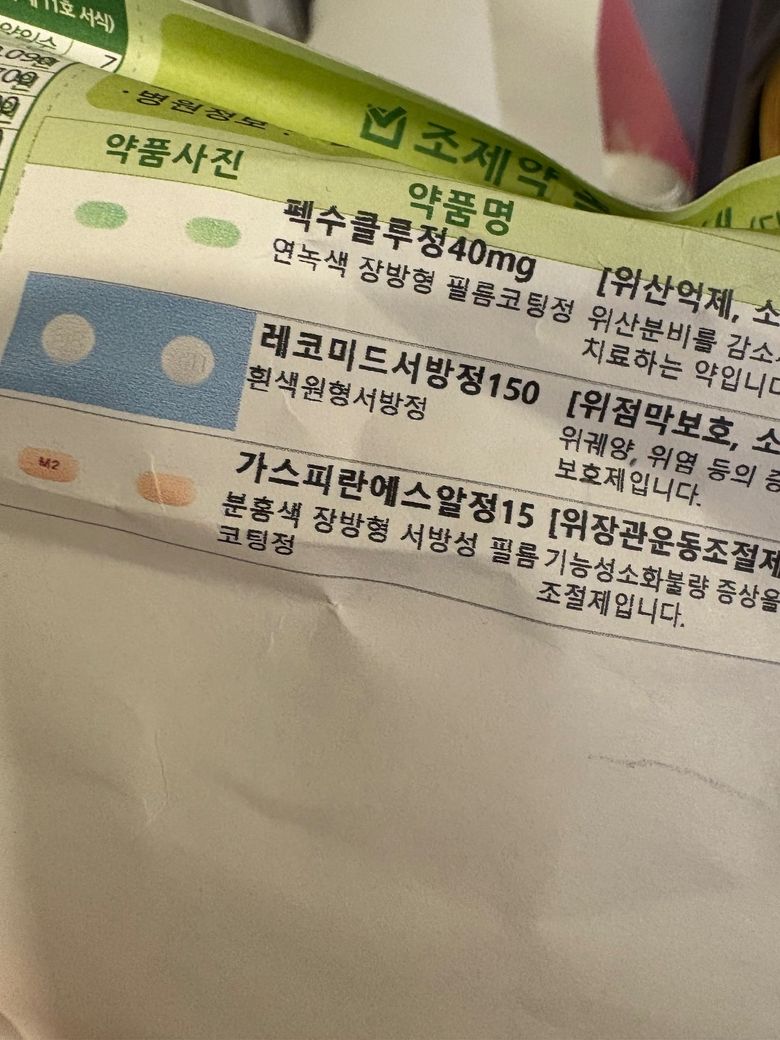 11호 서식)
7
· 병원정보 :
조제약
약품사진
약품명
펙수클루정40mg
[위산억제, 소
연녹색 장방형 필름코팅정
위산분비를 감소
치료하는 약입니다
레코미드서방정150
[위점막보호, 소
흰색원형서방정
위궤양, 위염 등의 증
보호제입니다.
M2
가스피란에스알정15
[위장관운동조절제
분홍색 장방형 서방성 필름
코팅정
기능성소화불량 증상을
조절제입니다.